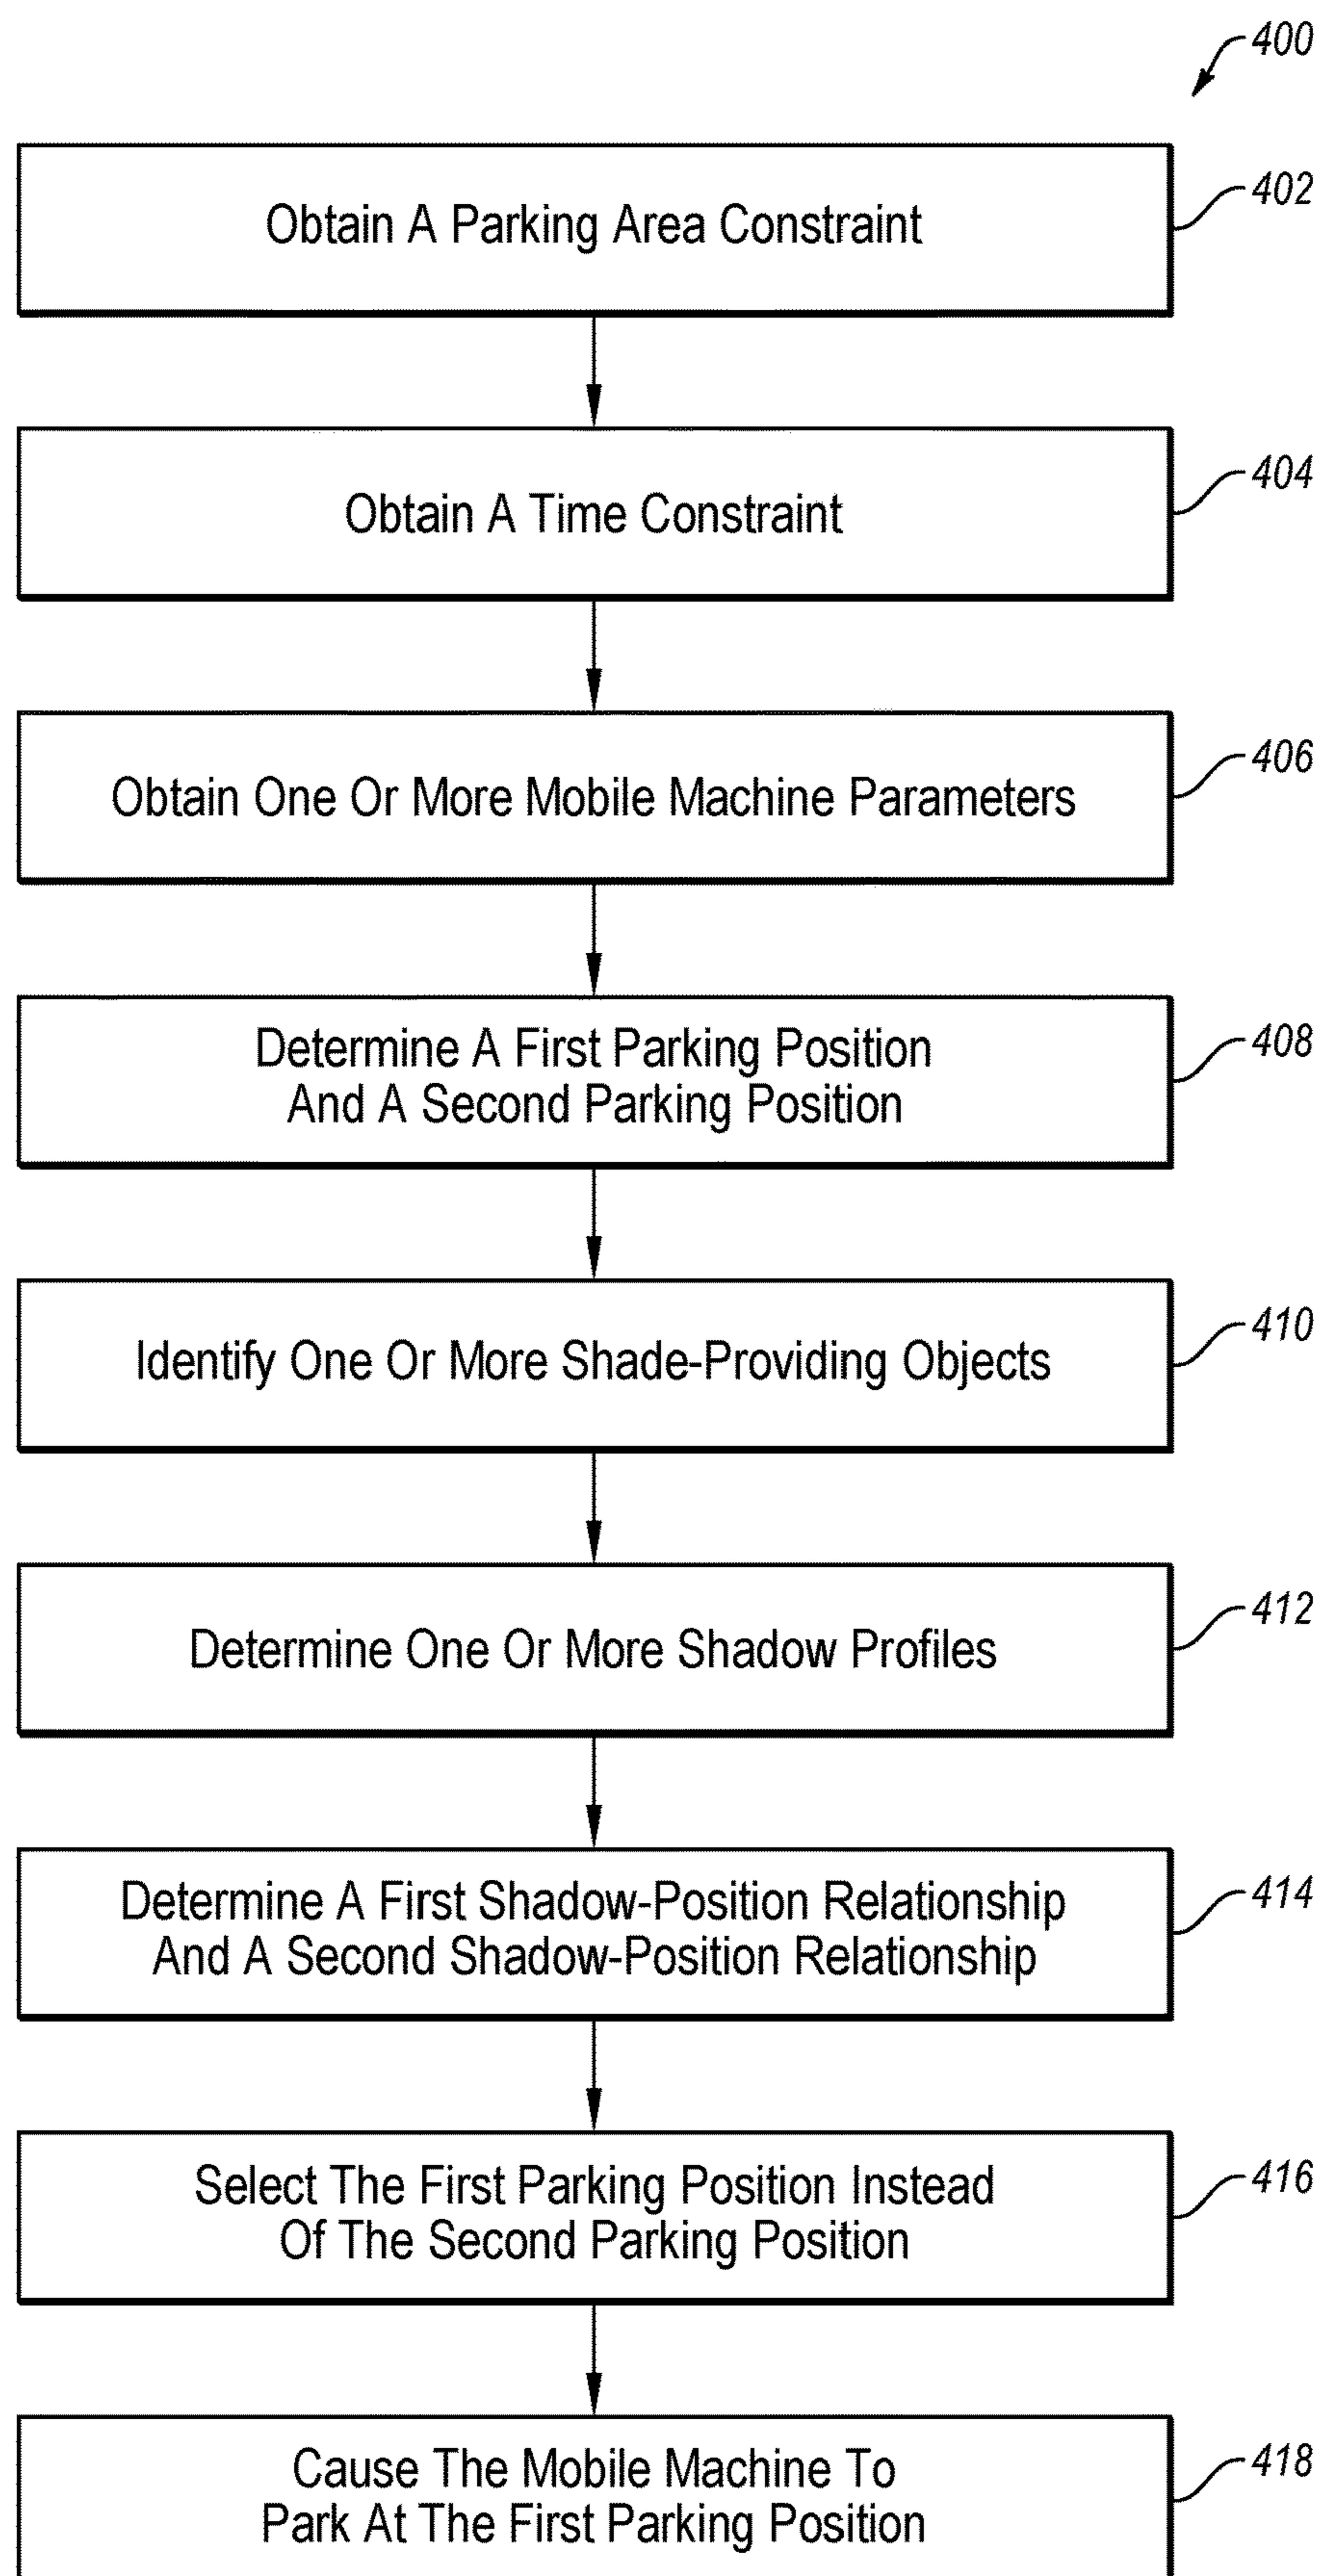 400
Obtain A Parking Area Constraint
402
Obtain A Time Constraint
404
Obtain One Or More Mobile Machine Parameters
406
Determine A First Parking Position
And A Second Parking Position
408
Identify One Or More Shade-Providing Objects
410
Determine One Or More Shadow Profiles
412
Determine A First Shadow-Position Relationship
And A Second Shadow-Position Relationship
414
Select The First Parking Position Instead
Of The Second Parking Position
416
Cause The Mobile Machine To
Park At The First Parking Position
418